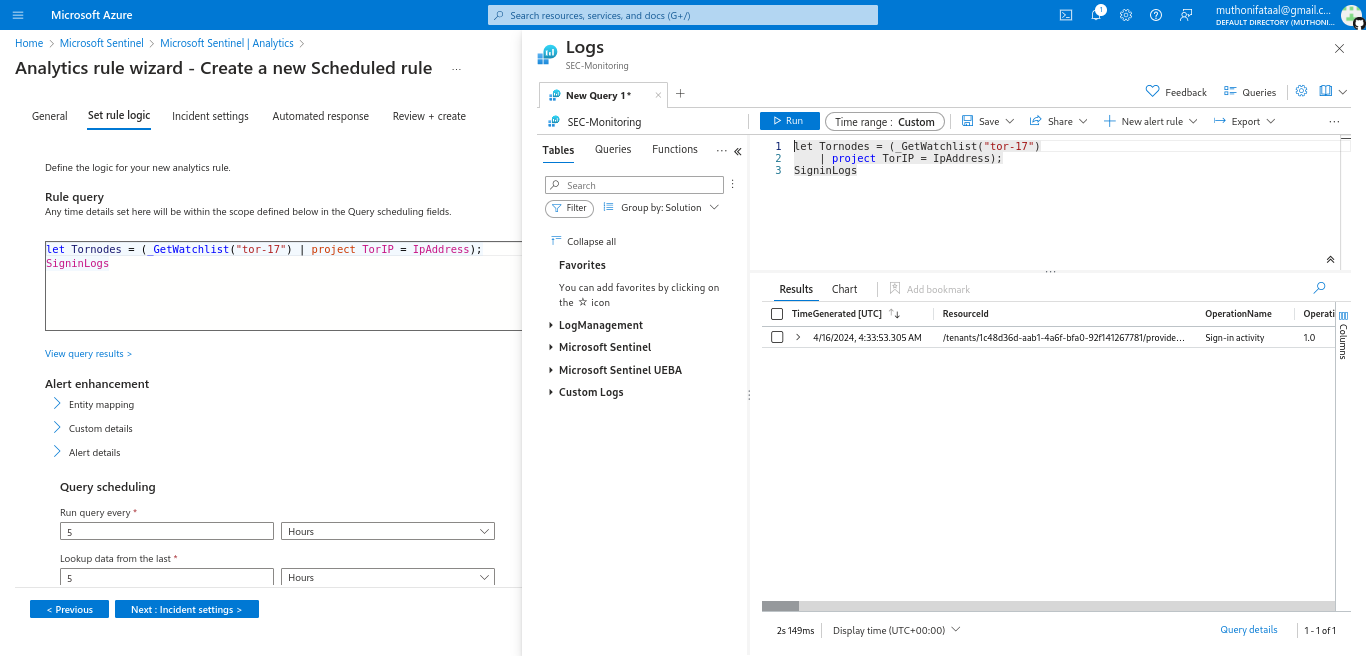 Microsoft Azure
Search resources, services, and docs (G+/)
1
muthonifataal@gmail.c...
DEFAULT DIRECTORY (MUTHONI...
Home > Microsoft Sentinel > Microsoft Sentinel | Analytics >
Analytics rule wizard - Create a new Scheduled rule ...
General
Set rule logic
Incident settings
Automated response
Review + create
Define the logic for your new analytics rule.
Rule query
Any time details set here will be within the scope defined below in the Query scheduling fields.
let Tornodes = (_GetWatchlist("tor-17") | project TorIP = IpAddress);
SigninLogs
View query results >
Alert enhancement
Entity mapping
Custom details
Alert details
Query scheduling
Run query every *
5
Hours
Lookup data from the last *
5
Hours
< Previous
Next : Incident settings >
Logs
SEC-Monitoring
New Query 1*
Feedback
Queries
SEC-Monitoring
Run
Time range : Custom
Save
Share
New alert rule
Export
...
Tables
Queries
Functions
...
Search
Filter
Group by: Solution
Collapse all
Favorites
You can add favorites by clicking on
the ☆ icon
LogManagement
Microsoft Sentinel
Microsoft Sentinel UEBA
Custom Logs
1 let Tornodes = (_GetWatchlist("tor-17")
2 | project TorIP = IpAddress);
3 SigninLogs
Results
Chart
Add bookmark
TimeGenerated [UTC]
ResourceId
OperationName
Operati
4/16/2024, 4:33:53.305 AM
/tenants/1c48d36d-aab1-4a6f-bfa0-92f141267781/provide...
Sign-in activity
1.0
Columns
2s 149ms
Display time (UTC+00:00)
Query details
1 - 1 of 1